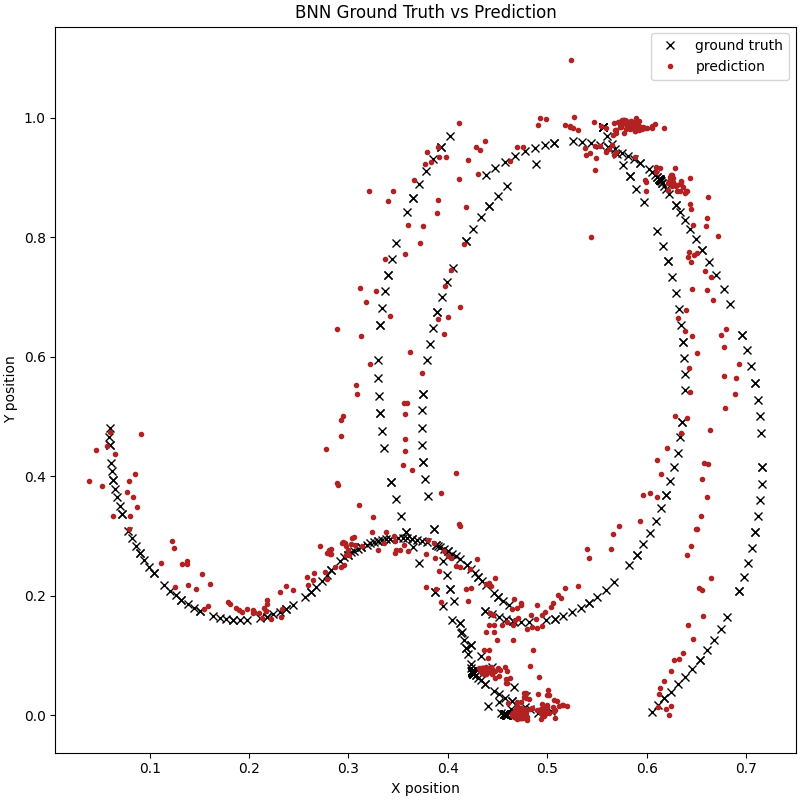 BNN Ground Truth vs Prediction
ground truth
prediction
1.0
0.8
0.6
0.4
0.2
0.0
Y position
0.1 0.2 0.3 0.4 0.5 0.6 0.7
X position